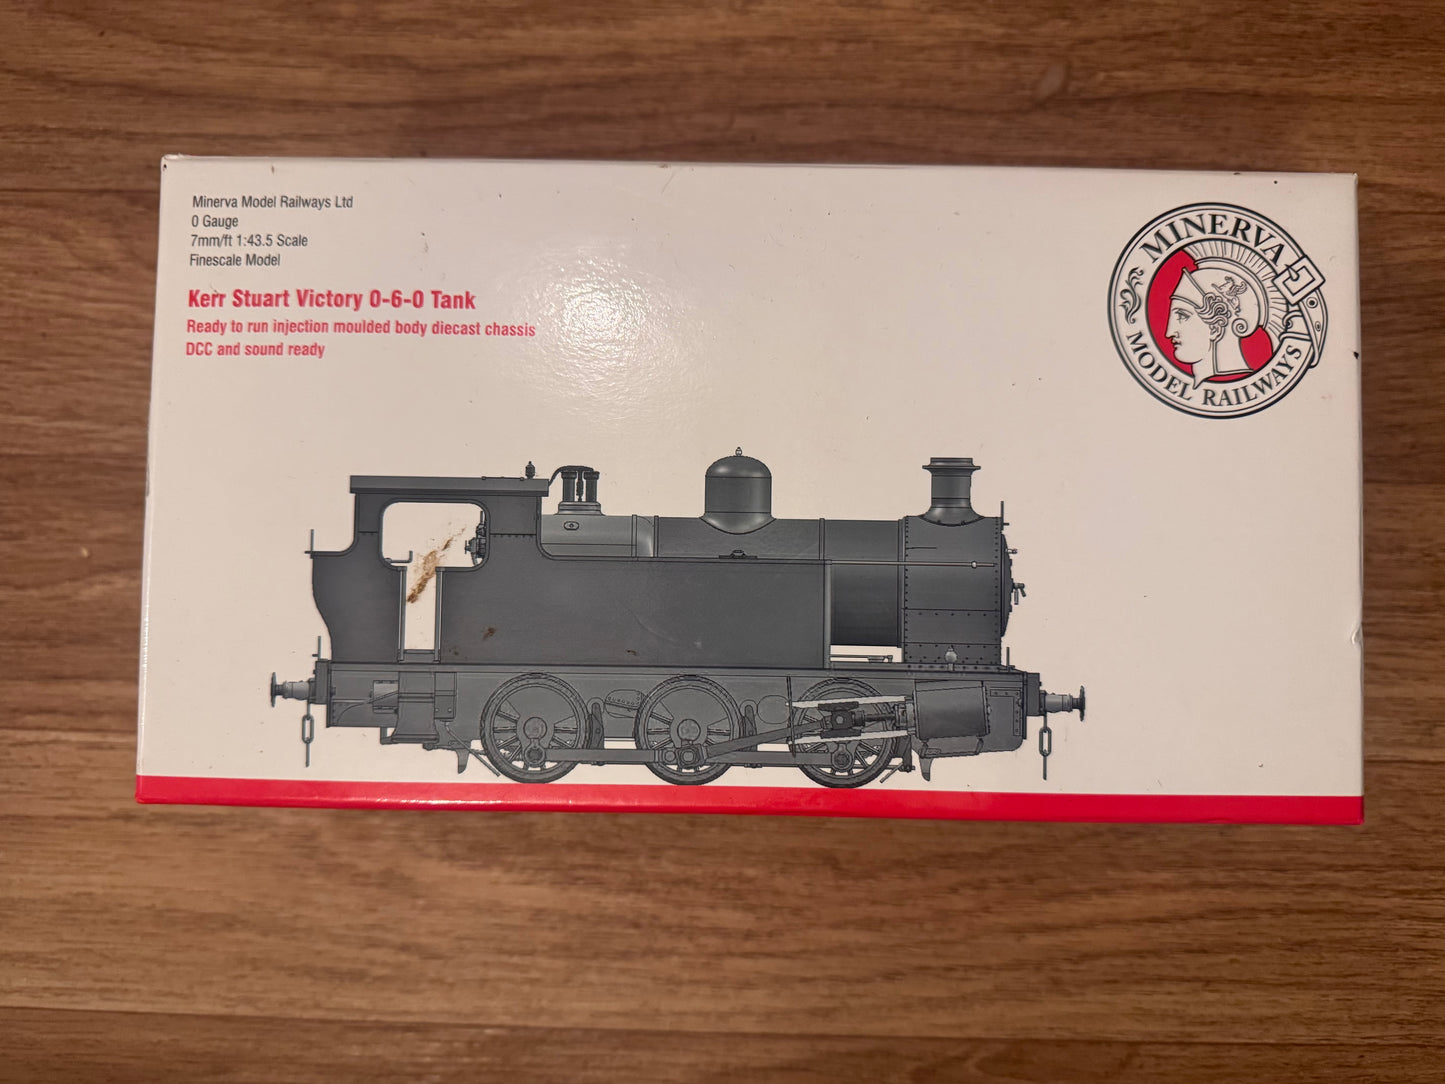 Minerva Model Railways Ltd
0 Gauge
7mm/ft 1:43.5 Scale
Finescale Model
Kerr Stuart Victory 0-6-0 Tank
Ready to run injection moulded body diecast chassis
DCC and sound ready
MINERVA
MODEL RAILWAYS